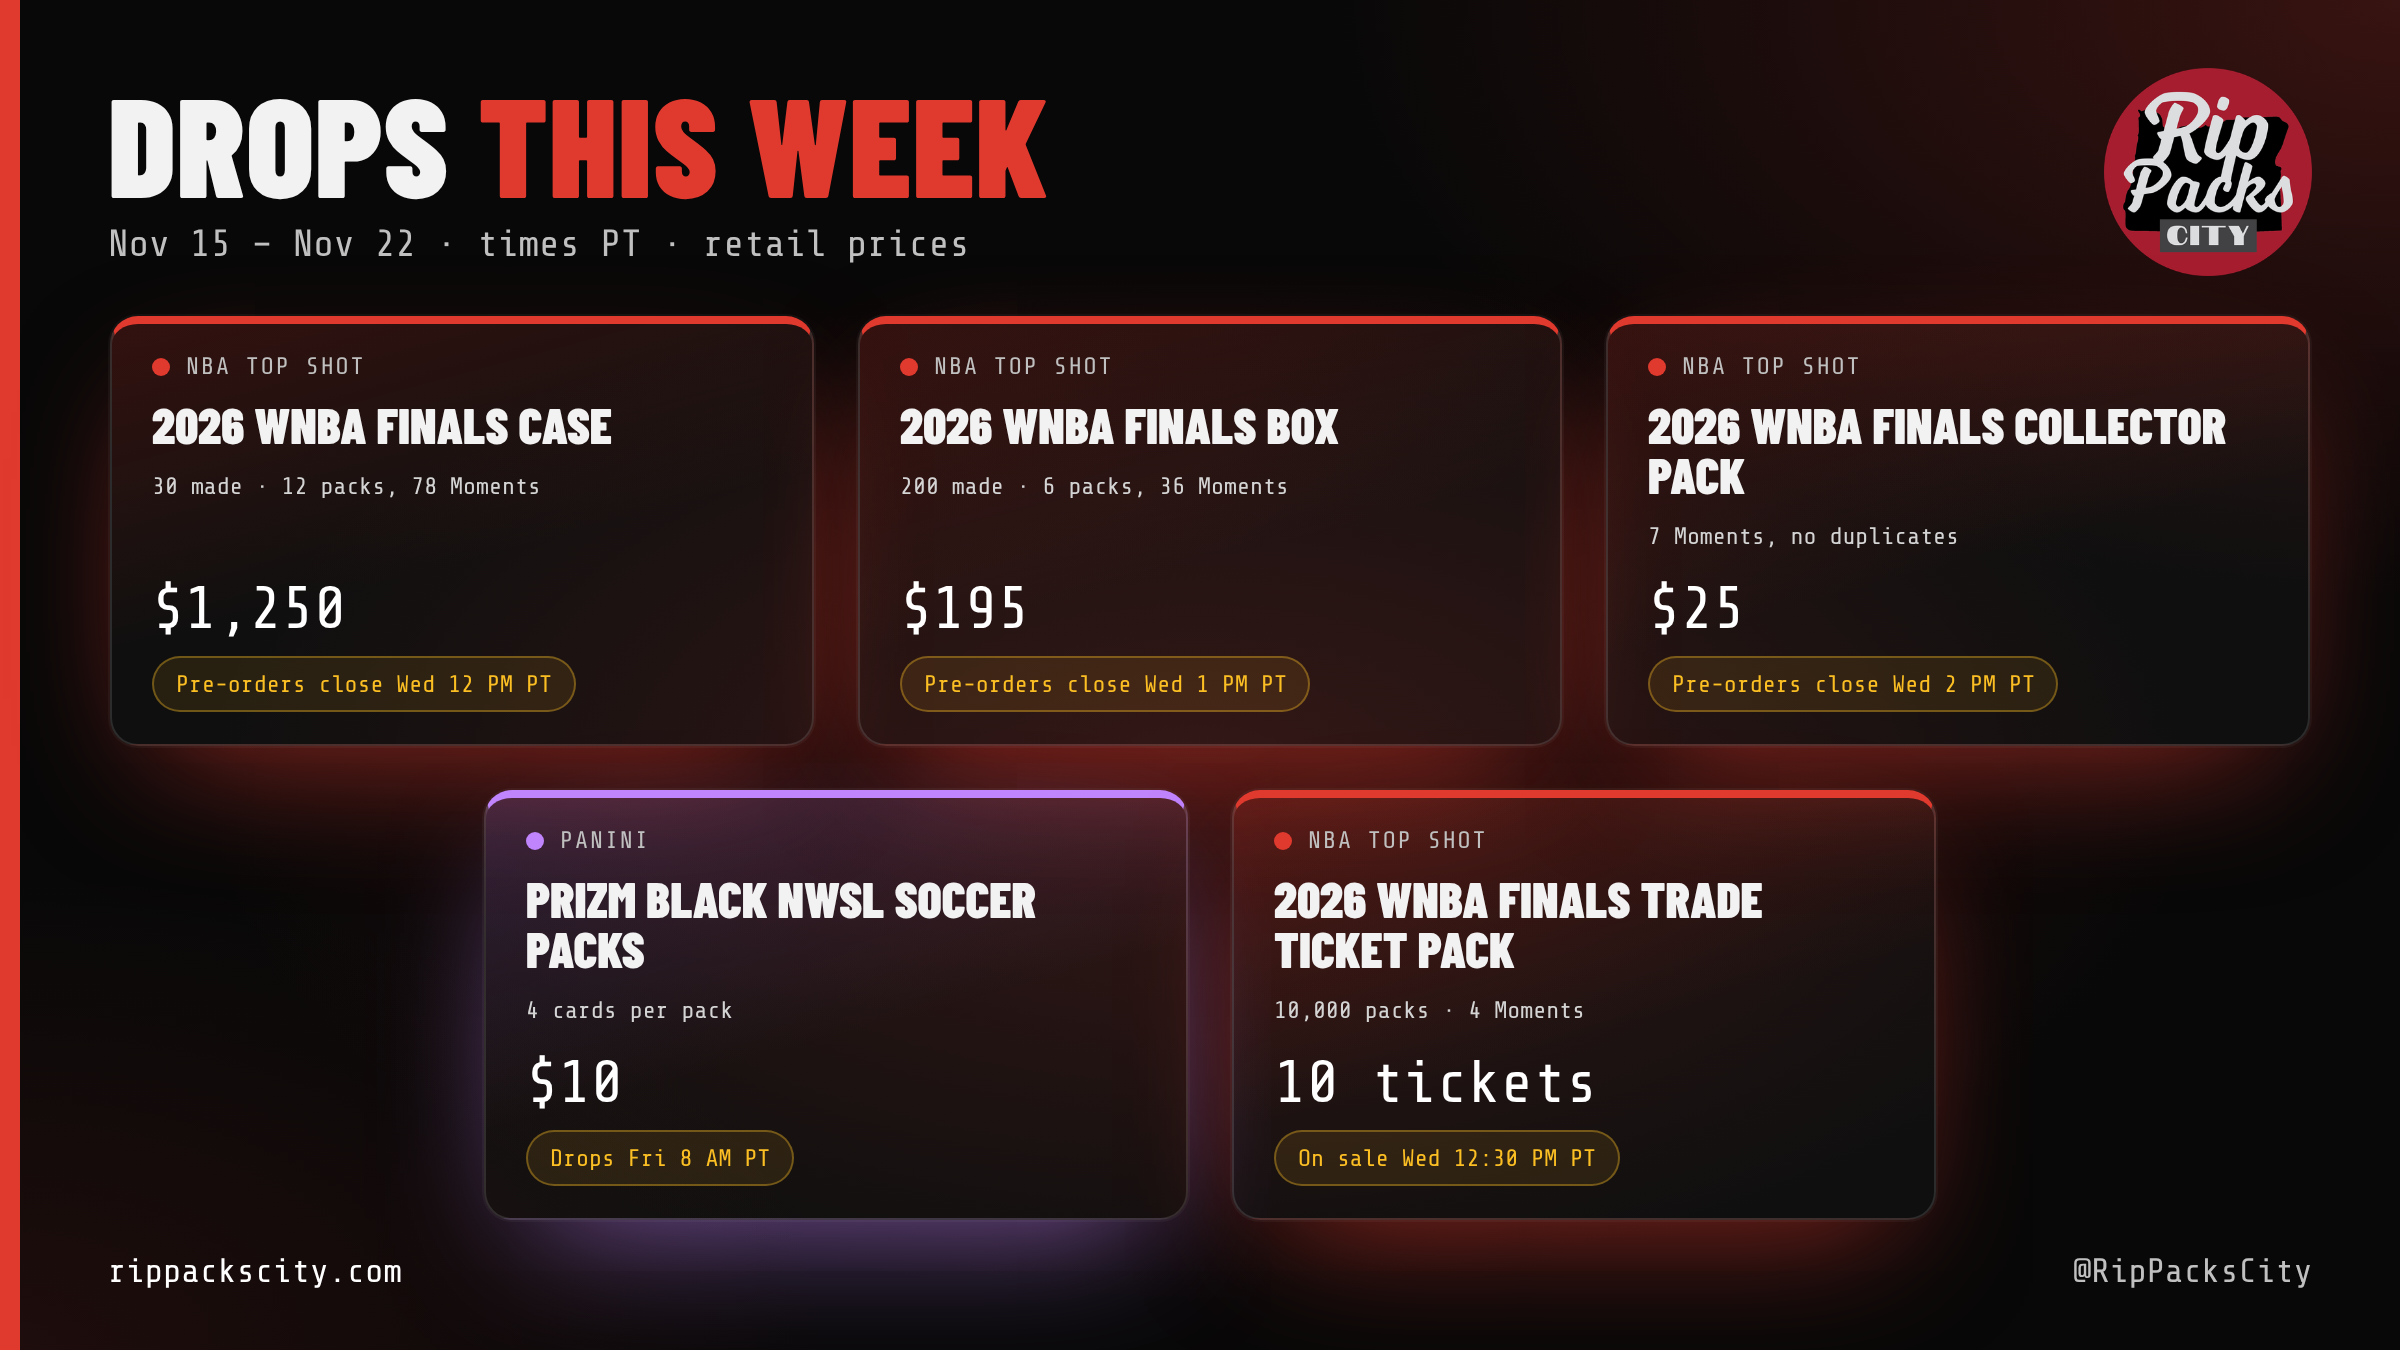 DROPS THIS WEEK
Nov 15 – Nov 22 · times PT · retail prices
Rip
Packs
CITY
NBA TOP SHOT
2026 WNBA FINALS CASE
30 made · 12 packs, 78 Moments
$1,250
Pre-orders close Wed 12 PM PT
NBA TOP SHOT
2026 WNBA FINALS BOX
200 made · 6 packs, 36 Moments
$195
Pre-orders close Wed 1 PM PT
NBA TOP SHOT
2026 WNBA FINALS COLLECTOR
PACK
7 Moments, no duplicates
$25
Pre-orders close Wed 2 PM PT
PANINI
PRIZM BLACK NWSL SOCCER
PACKS
4 cards per pack
$10
Drops Fri 8 AM PT
NBA TOP SHOT
2026 WNBA FINALS TRADE
TICKET PACK
10,000 packs · 4 Moments
10 tickets
On sale Wed 12:30 PM PT
rippackscity.com
@RipPacksCity